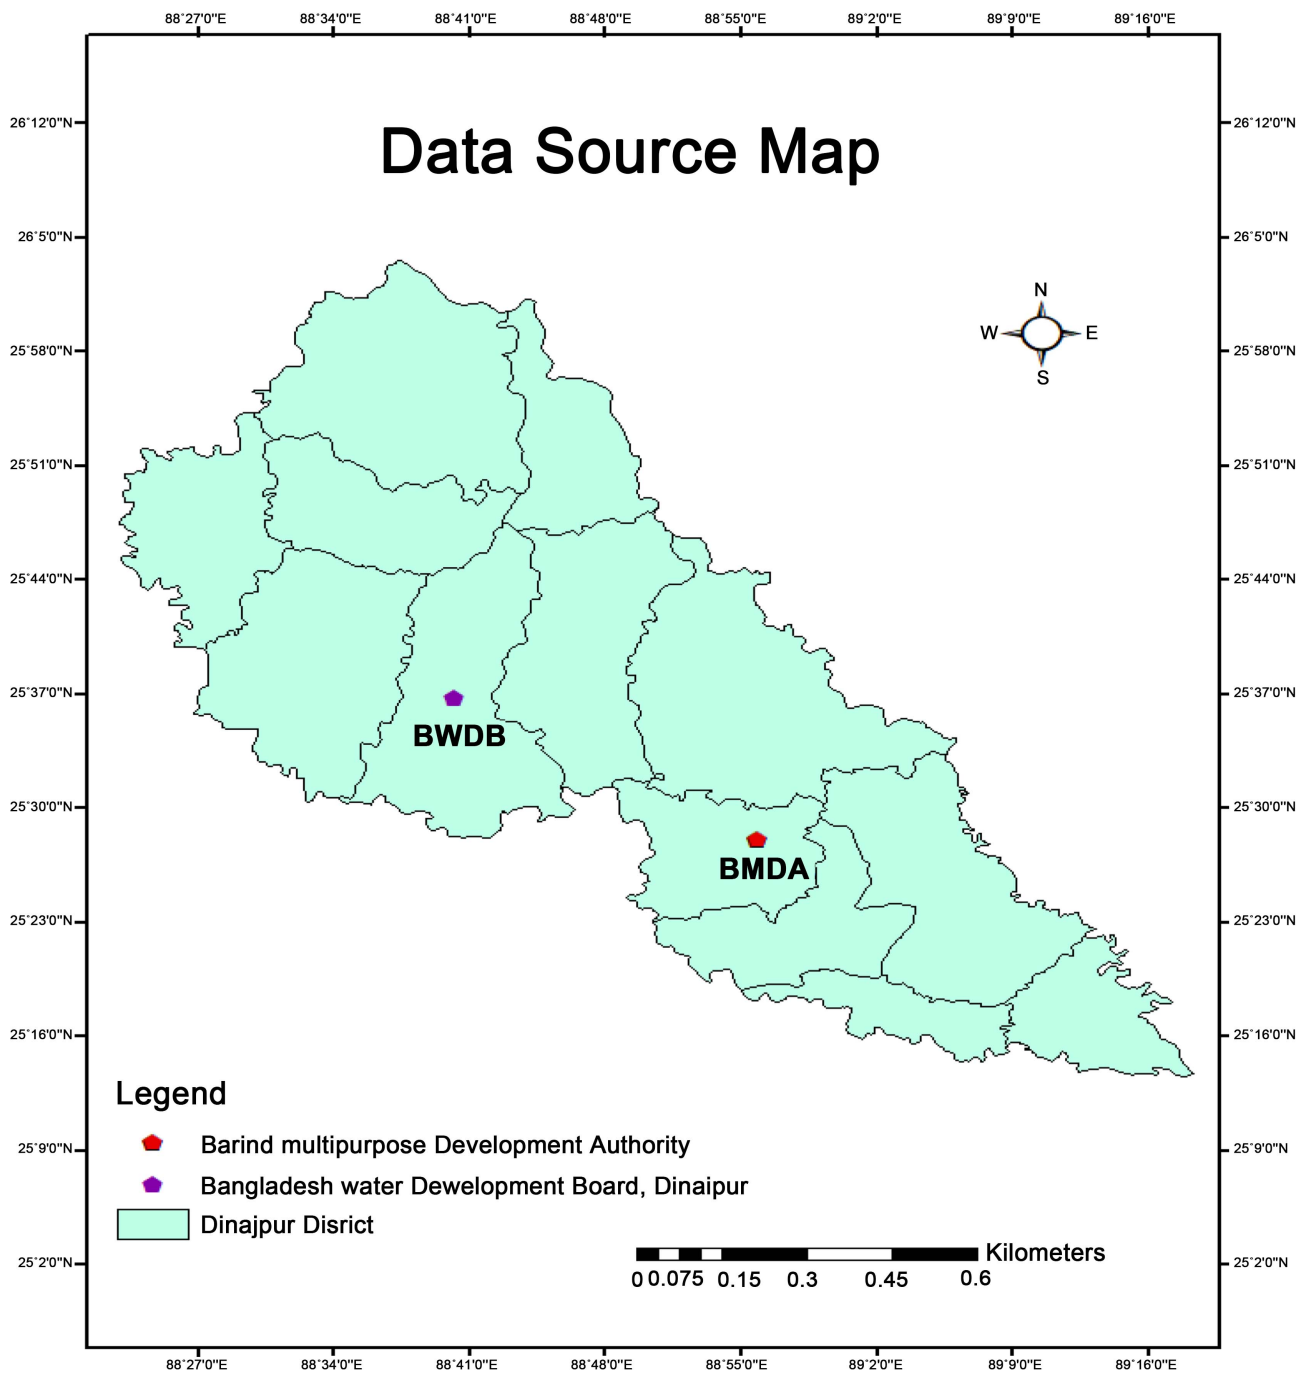 88°27'0"E 88°34'0"E 88°41'0"E 88°48'0"E 88°55'0"E 89°2'0"E 89°9'0"E 89°16'0"E
26°12'0"N 26°12'0"N
Data Source Map
26°5'0"N 26°5'0"N
N
W E
S
25°58'0"N 25°58'0"N
25°51'0"N 25°51'0"N
25°44'0"N 25°44'0"N
25°37'0"N 25°37'0"N
BWDB
25°30'0"N 25°30'0"N
BMDA
25°23'0"N 25°23'0"N
25°16'0"N 25°16'0"N
Legend
Barind multipurpose Development Authority
25°9'0"N 25°9'0"N
Bangladesh water Dewelopment Board, Dinaipur
Dinajpur Disrict
Kilometers
25°2'0"N 25°2'0"N
0 0.075 0.15 0.3 0.45 0.6
88°27'0"E 88°34'0"E 88°41'0"E 88°48'0"E 88°55'0"E 89°2'0"E 89°9'0"E 89°16'0"E